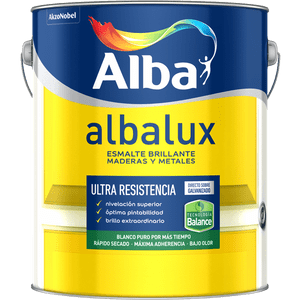 AkzoNobel
Alba
albalux
ESMALTE BRILLANTE
MADERAS Y METALES
ULTRA RESISTENCIA
DIRECTO SOBRE
GALVANIZADO
nivelación superior
óptima pintabilidad
brillo extraordinario
TECNOLOGÍA
Balance
BLANCO PURO POR MÁS TIEMPO
RÁPIDO SECADO - MÁXIMA ADHERENCIA - BAJO OLOR